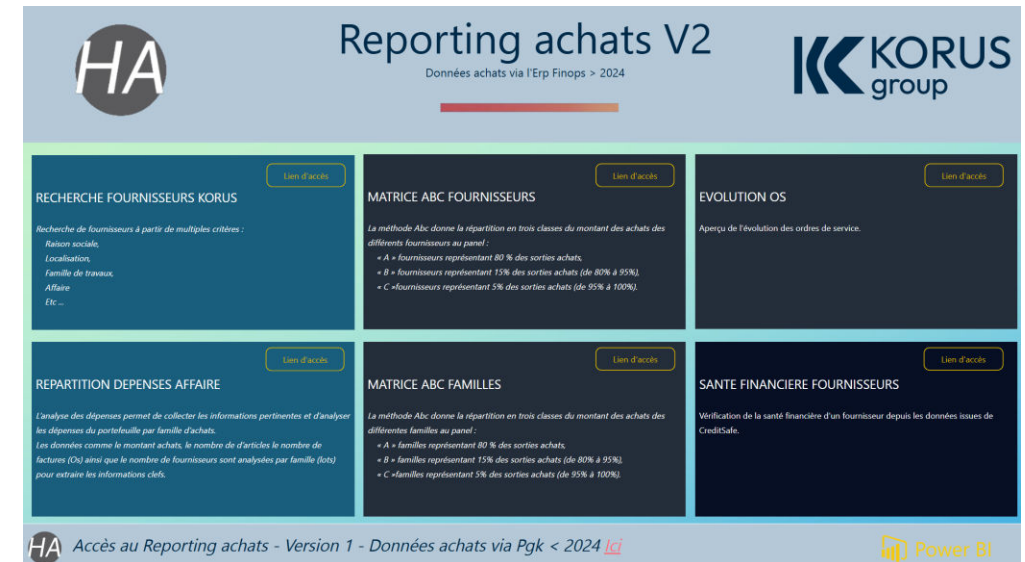 HA
Reporting achats V2
Données achats via l'Erp Finops > 2024
KORUS
group
Lien d'accès
RECHERCHE FOURNISSEURS KORUS
Recherche de fournisseurs à partir de multiples critères :
Raison sociale,
Localisation,
Famille de travaux,
Affaire
Etc ...
Lien d'accès
MATRICE ABC FOURNISSEURS
La méthode Abc donne la répartition en trois classes du montant des achats des
différents fournisseurs au panel :
« A » fournisseurs représentant 80 % des sorties achats,
« B » fournisseurs représentant 15% des sorties achats (de 80% à 95%),
« C »fournisseurs représentant 5% des sorties achats (de 95% à 100%).
Lien d'accès
EVOLUTION OS
Aperçu de l'évolution des ordres de service.
Lien d'accès
REPARTITION DEPENSES AFFAIRE
L'analyse des dépenses permet de collecter les informations pertinentes et d'analyser
les dépenses du portefeuille par famille d'achats.
Les données comme le montant achats, le nombre de d'articles le nombre de
factures (Os) ainsi que le nombre de fournisseurs sont analysées par famille (lots)
pour extraire les informations clefs.
Lien d'accès
MATRICE ABC FAMILLES
La méthode Abc donne la répartition en trois classes du montant des achats des
différentes familles au panel :
« A » familles représentant 80 % des sorties achats,
« B » familles représentant 15% des sorties achats (de 80% à 95%),
« C »familles représentant 5% des sorties achats (de 95% à 100%).
Lien d'accès
SANTE FINANCIERE FOURNISSEURS
Vérification de la santé financière d'un fournisseur depuis les données issues de
CreditSafe.
HA Accès au Reporting achats - Version 1 - Données achats via Pgk < 2024 Ici
Power BI